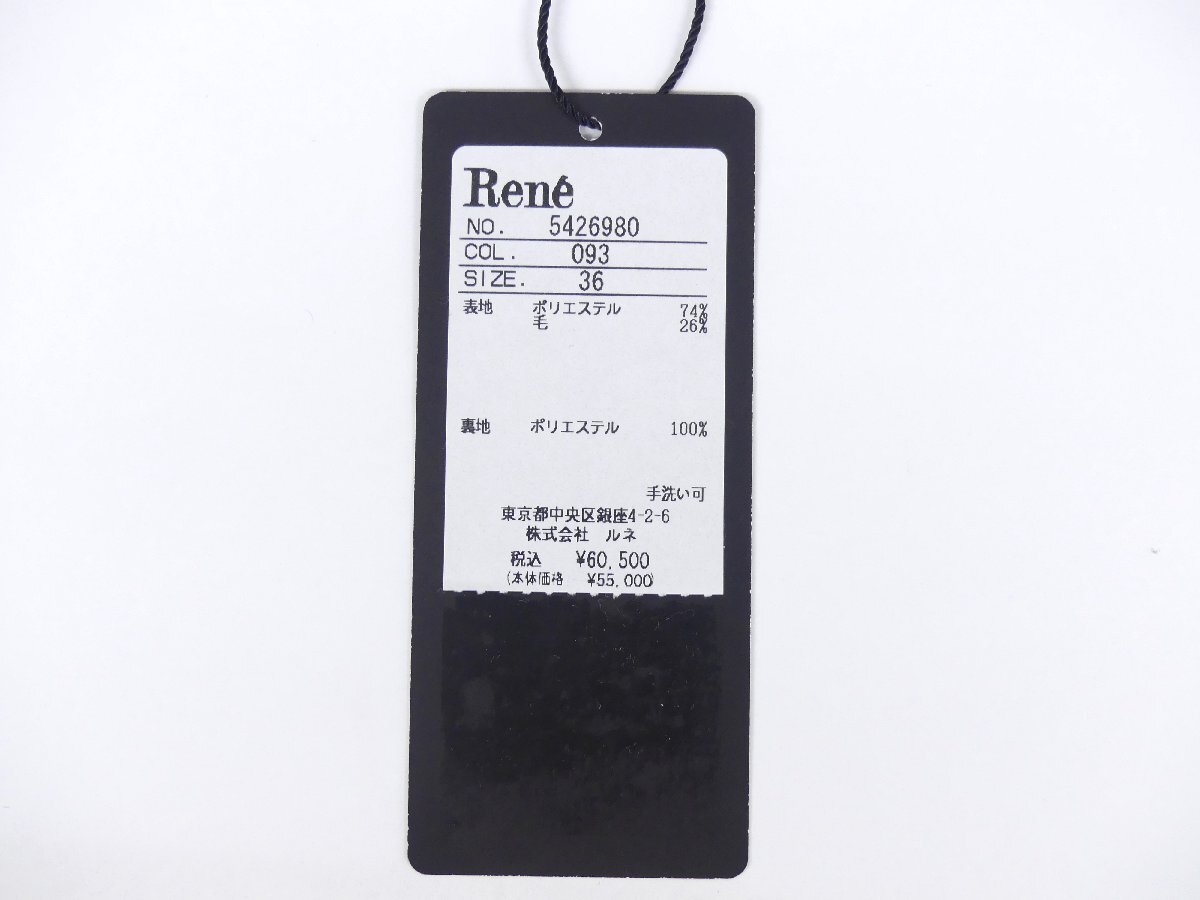 René
NO. 5426980
COL. 093
SIZE. 36
表地 ポリエステル 74%
毛 26%
裏地 ポリエステル 100%
手洗い可
東京都中央区銀座4-2-6
株式会社 ルネ
税込 ¥60,500
(本体価格 ¥55,000)